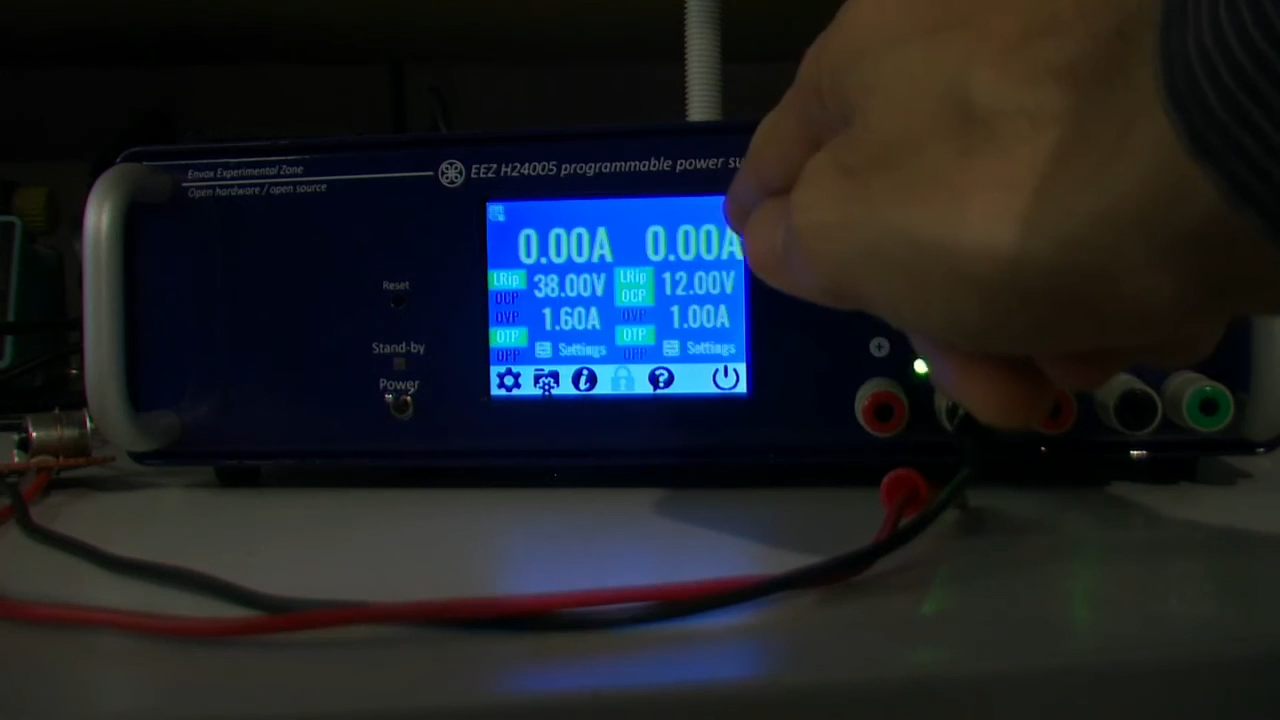 Envox Experimental Zone
Open hardware / open source
EEZ H24005 programmable power su
0.00A 0.00A
LRip 38.00V LRip 12.00V
OCP OCP
OVP 1.60A OVP 1.00A
OTP Settings OTP Settings
OPP OPP
Reset
Stand-by
Power